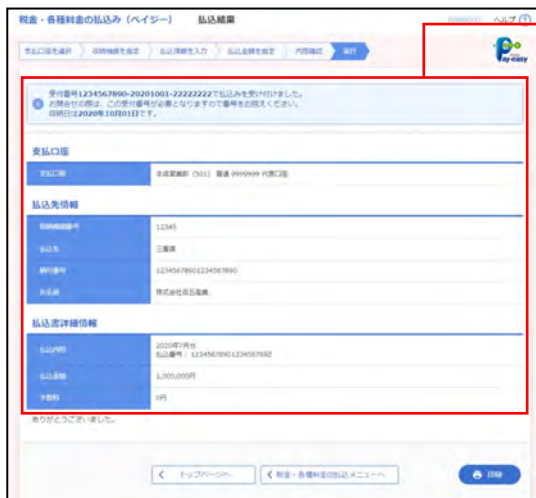 税金・各種料金の払込み（ペイジー） 払込結果
ヘルプ
支払口座を選択 収納機関を指定 払込情報を入力 払込金額を指定 内容確認 実行
Pay-easy
受付番号1234567890-20201001-22222222で払込みを受け付けました。
お問合せの際は、この受付番号が必要となりますので番号をお控えください。
収納日は2020年10月01日です。
支払口座
支払口座 本店営業部（501） 普通 9999999 代表口座
払込先情報
収納機関番号 12345
払込先 三重県
納付番号 12345678901234567890
お名前 株式会社百五産業
払込書詳細情報
払込内容 2020年7月分
払込番号： 
払込金額 1,000,000円
手数料 0円
ありがとうございました。
トップページへ 税金・各種料金の払込メニューへ 印刷